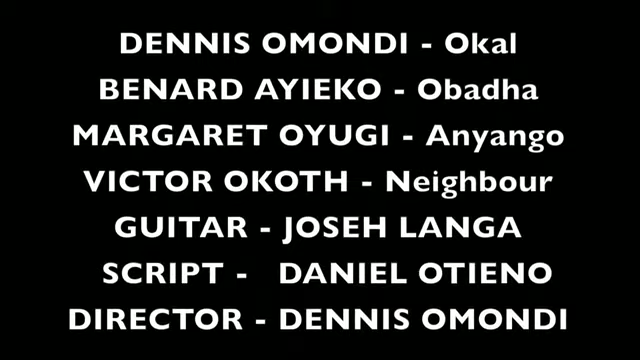 DENNIS OMONDI - Okal
BENARD AYIEKO - Obadha
MARGARET OYUGI - Anyango
VICTOR OKOTH - Neighbour
GUITAR - JOSEH LANGA
SCRIPT - DANIEL OTIENO
DIRECTOR - DENNIS OMONDI